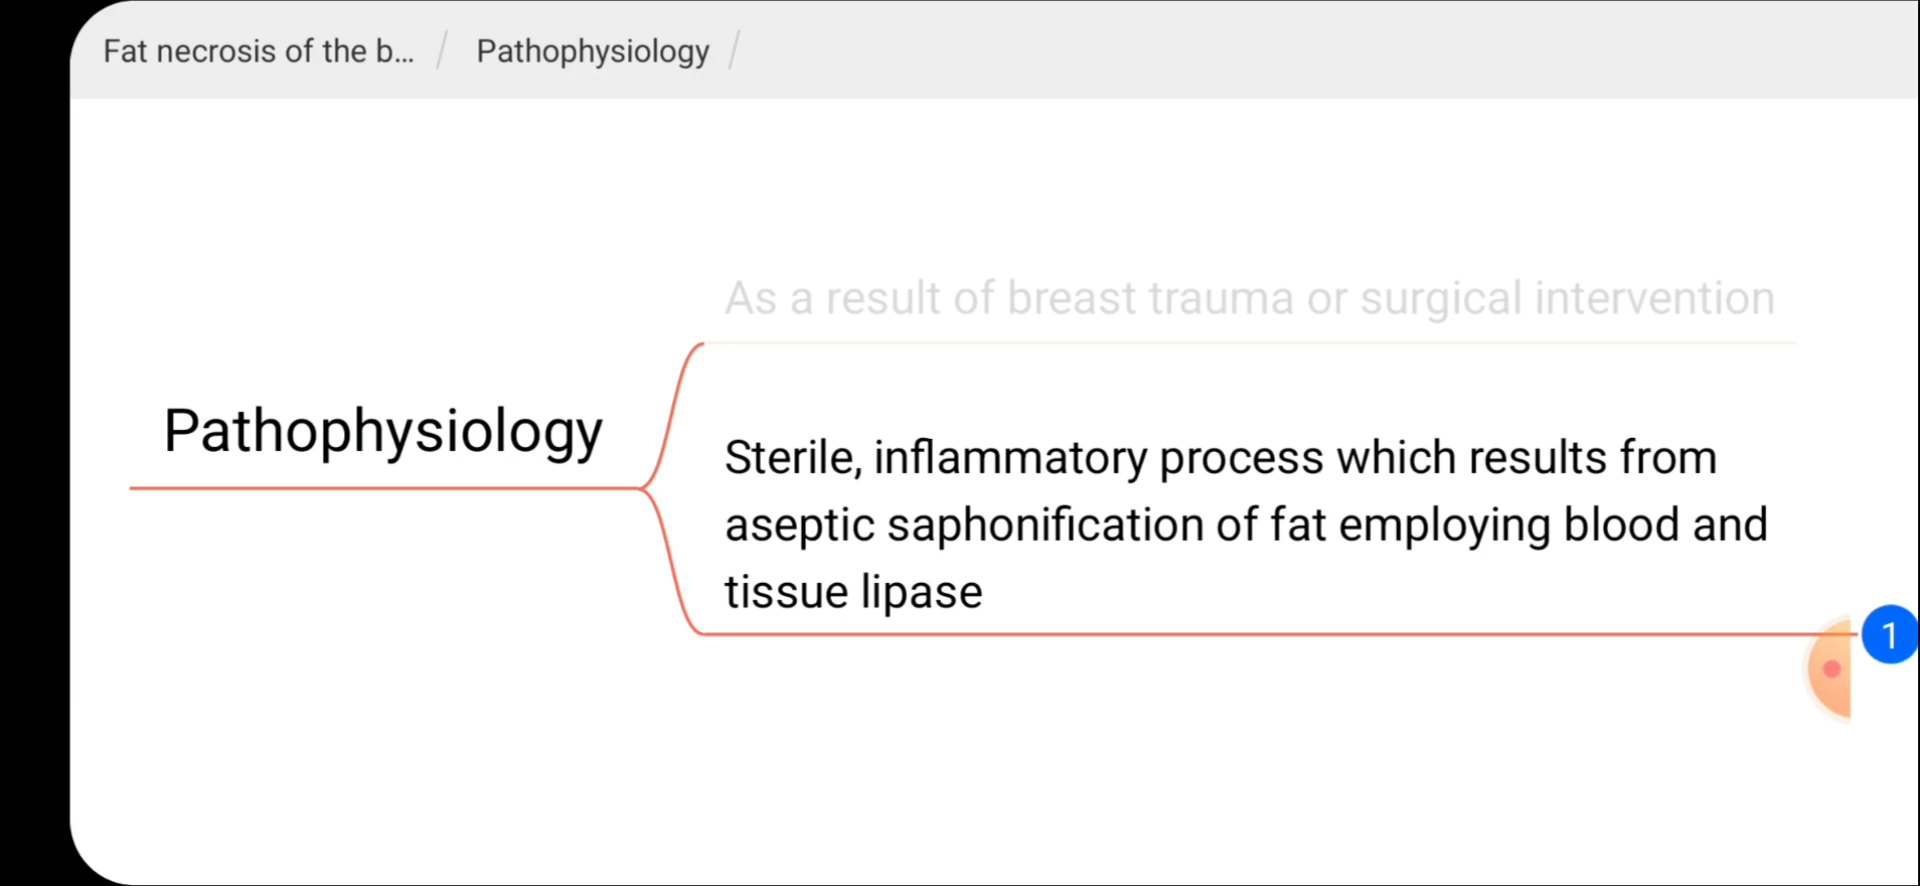 Fat necrosis of the b... / Pathophysiology /
As a result of breast trauma or surgical intervention
Pathophysiology
Sterile, inflammatory process which results from
aseptic saphonification of fat employing blood and
tissue lipase
1